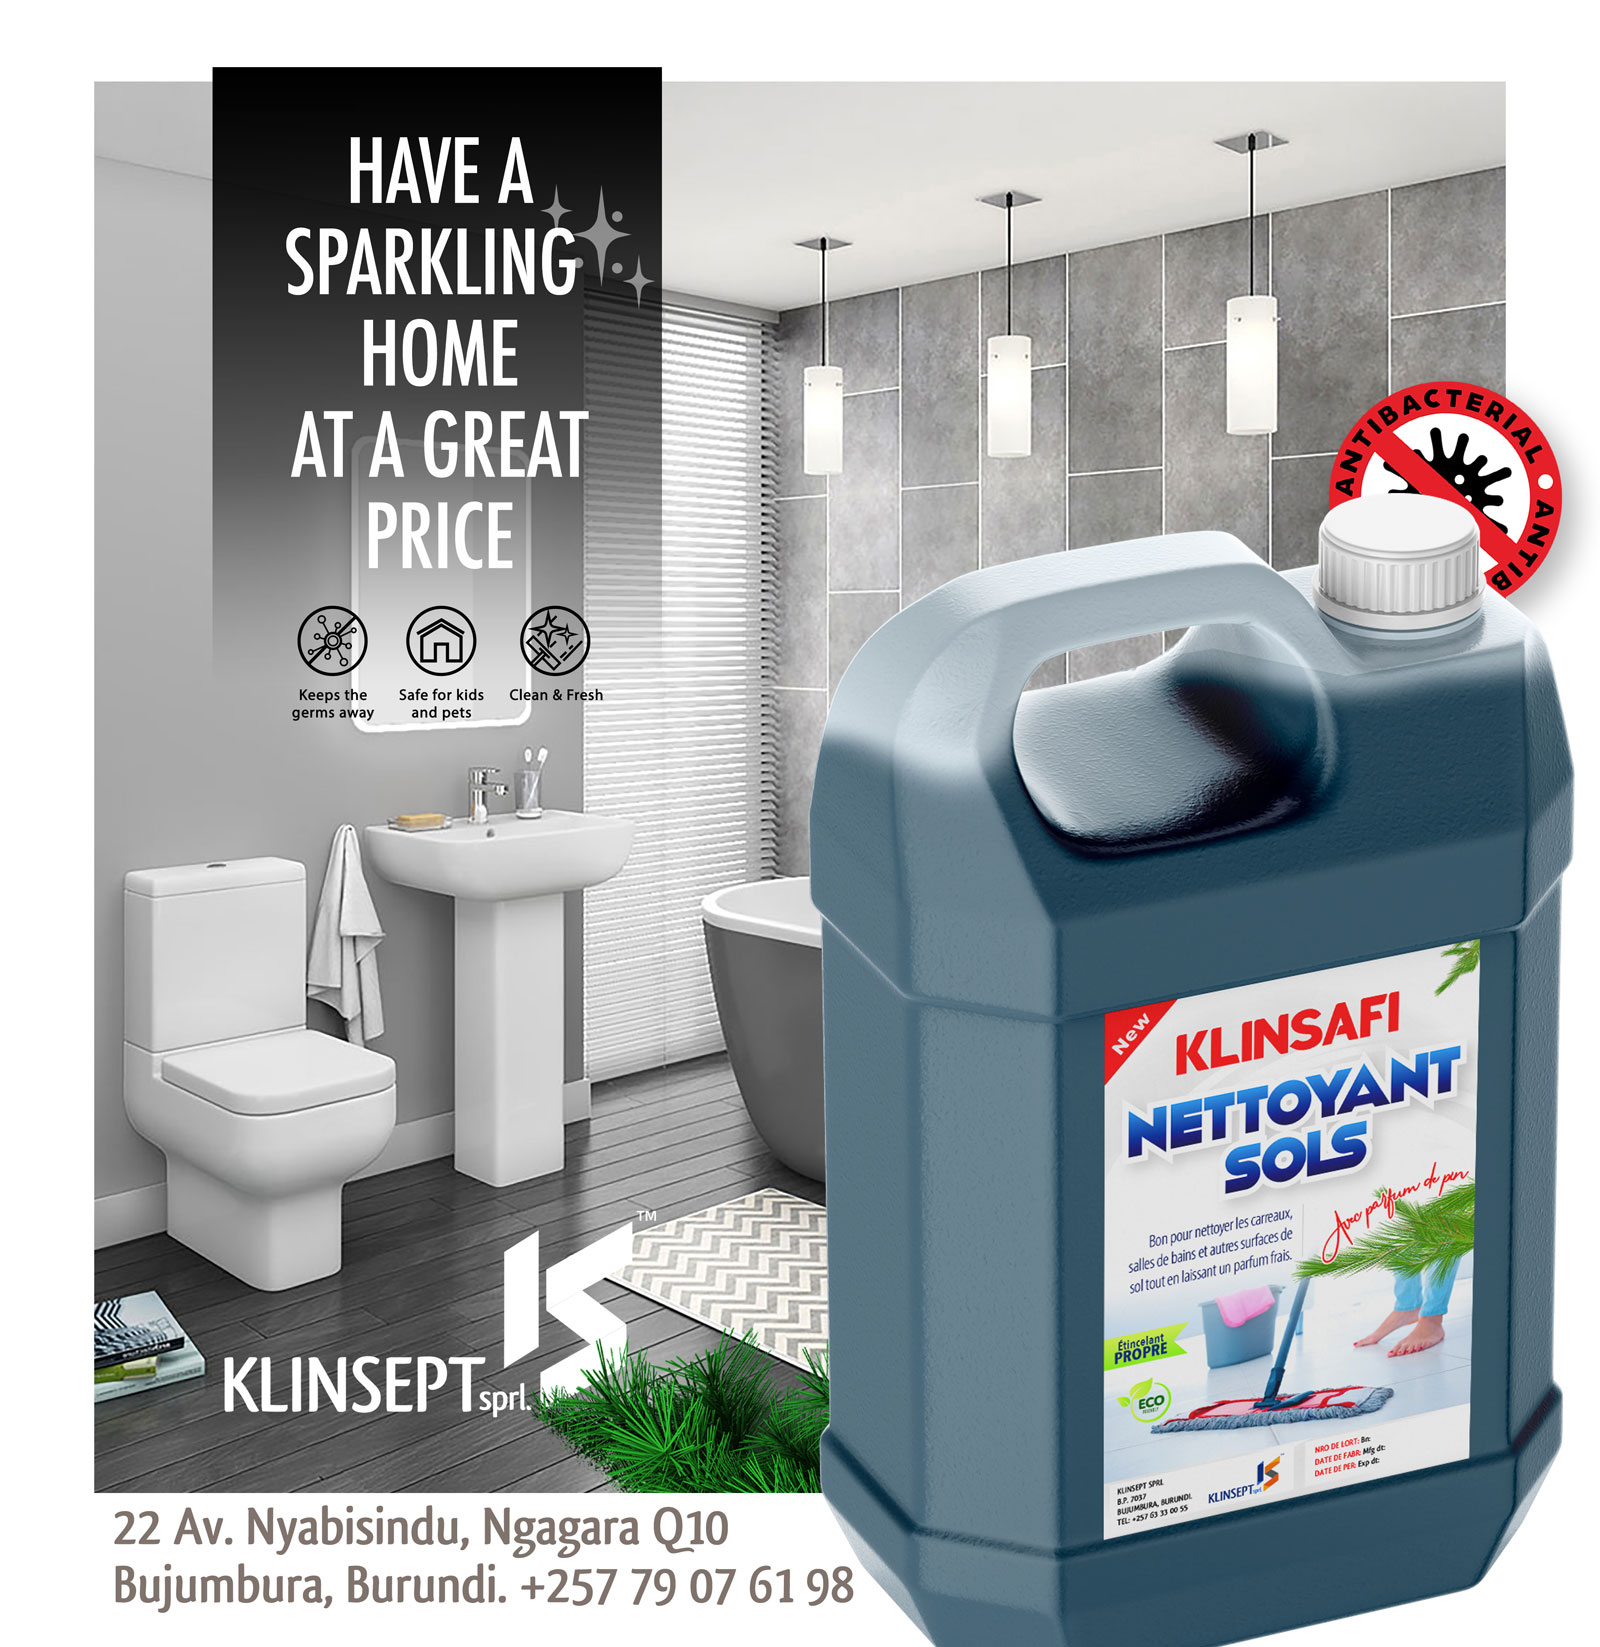 HAVE A
SPARKLING
HOME
AT A GREAT
PRICE
Keeps the
germs away
Safe for kids
and pets
Clean & Fresh
ANTIBACTERIAL • ANTIB
New
KLINSAFI
NETTOYANT
SOLS
Avec parfum de pin
Bon pour nettoyer les carreaux,
salles de bains et autres surfaces de
sol tout en laissant un parfum frais.
Étincelant
PROPRE
ECO
KLINSEPT SPRL
B.P. 7037
BUJUMBURA, BURUNDI.
TEL: +257 63 33 00 55
KLINSEPT sprl.
NRO DE LORT: Bn:
DATE DE FABR: Mfg dt:
DATE DE PER: Exp dt:
TM
KLINSEPT sprl.
22 Av. Nyabisindu, Ngagara Q10
Bujumbura, Burundi. +257 79 07 61 98